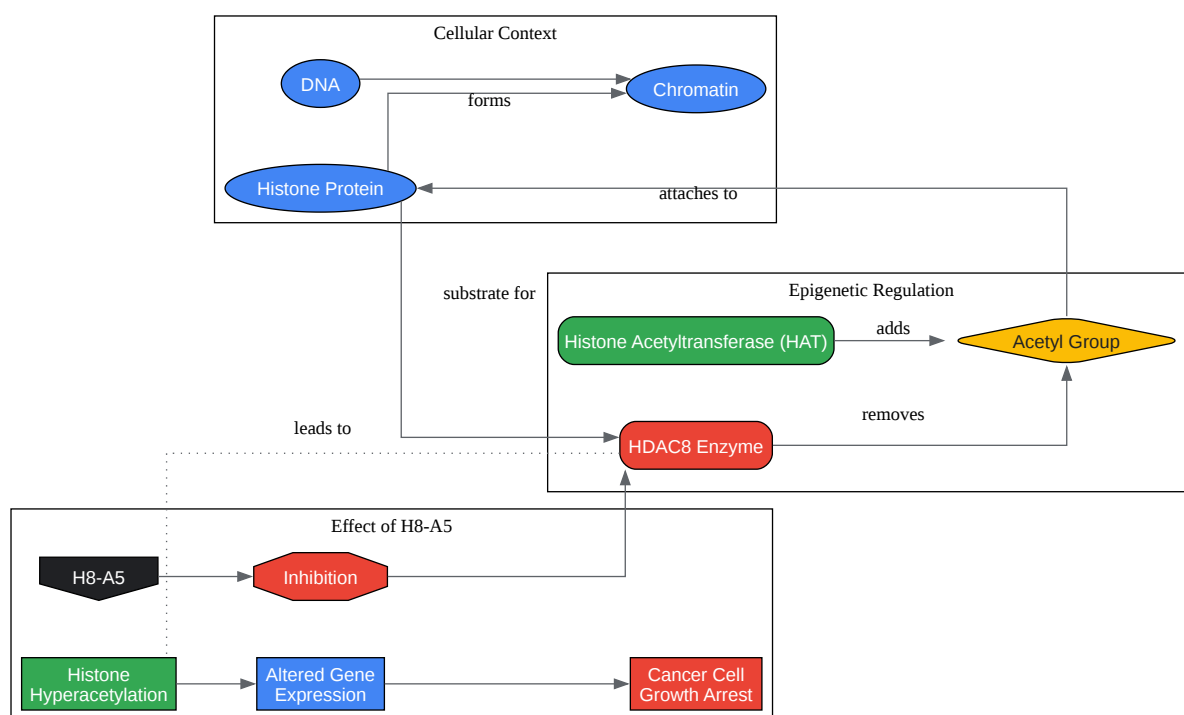 Cellular Context
DNA
Chromatin
forms
Histone Protein
attaches to
substrate for
Epigenetic Regulation
Histone Acetyltransferase (HAT)
adds
Acetyl Group
leads to
removes
HDAC8 Enzyme
Effect of H8-A5
H8-A5
Inhibition
Histone
Hyperacetylation
Altered Gene
Expression
Cancer Cell
Growth Arrest